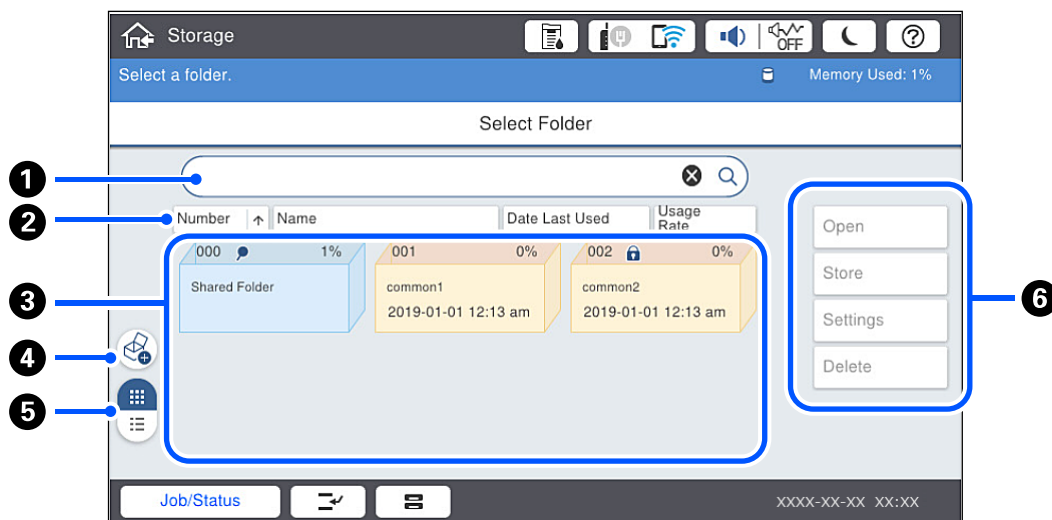 Storage
OFF
Select a folder.
Memory Used: 1%
Select Folder
1
2
Number
Name
Date Last Used
Usage
Rate
000
1%
001
0%
002
0%
Shared Folder
common1
2019-01-01 12:13 am
common2
2019-01-01 12:13 am
3
4
5
Open
Store
Settings
Delete
6
Job/Status
XXXX-XX-XX XX:XX